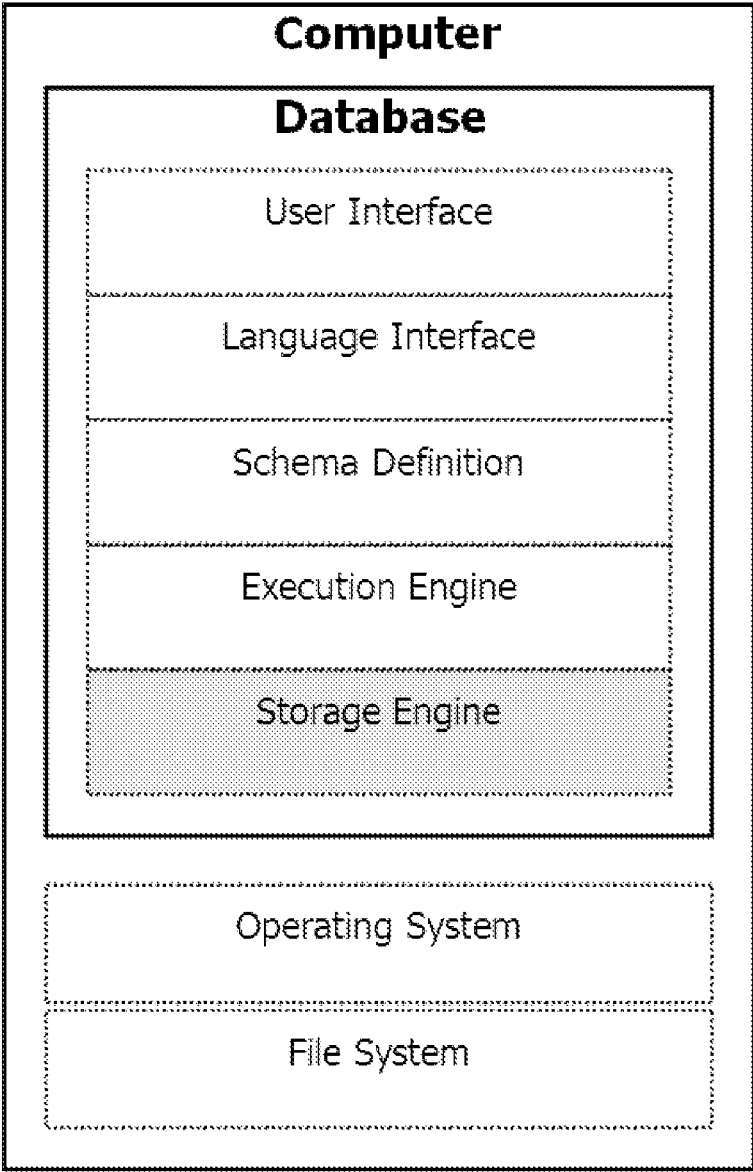 Computer
Database
User Interface
Language Interface
Schema Definition
Execution Engine
Storage Engine
Operating System
File System